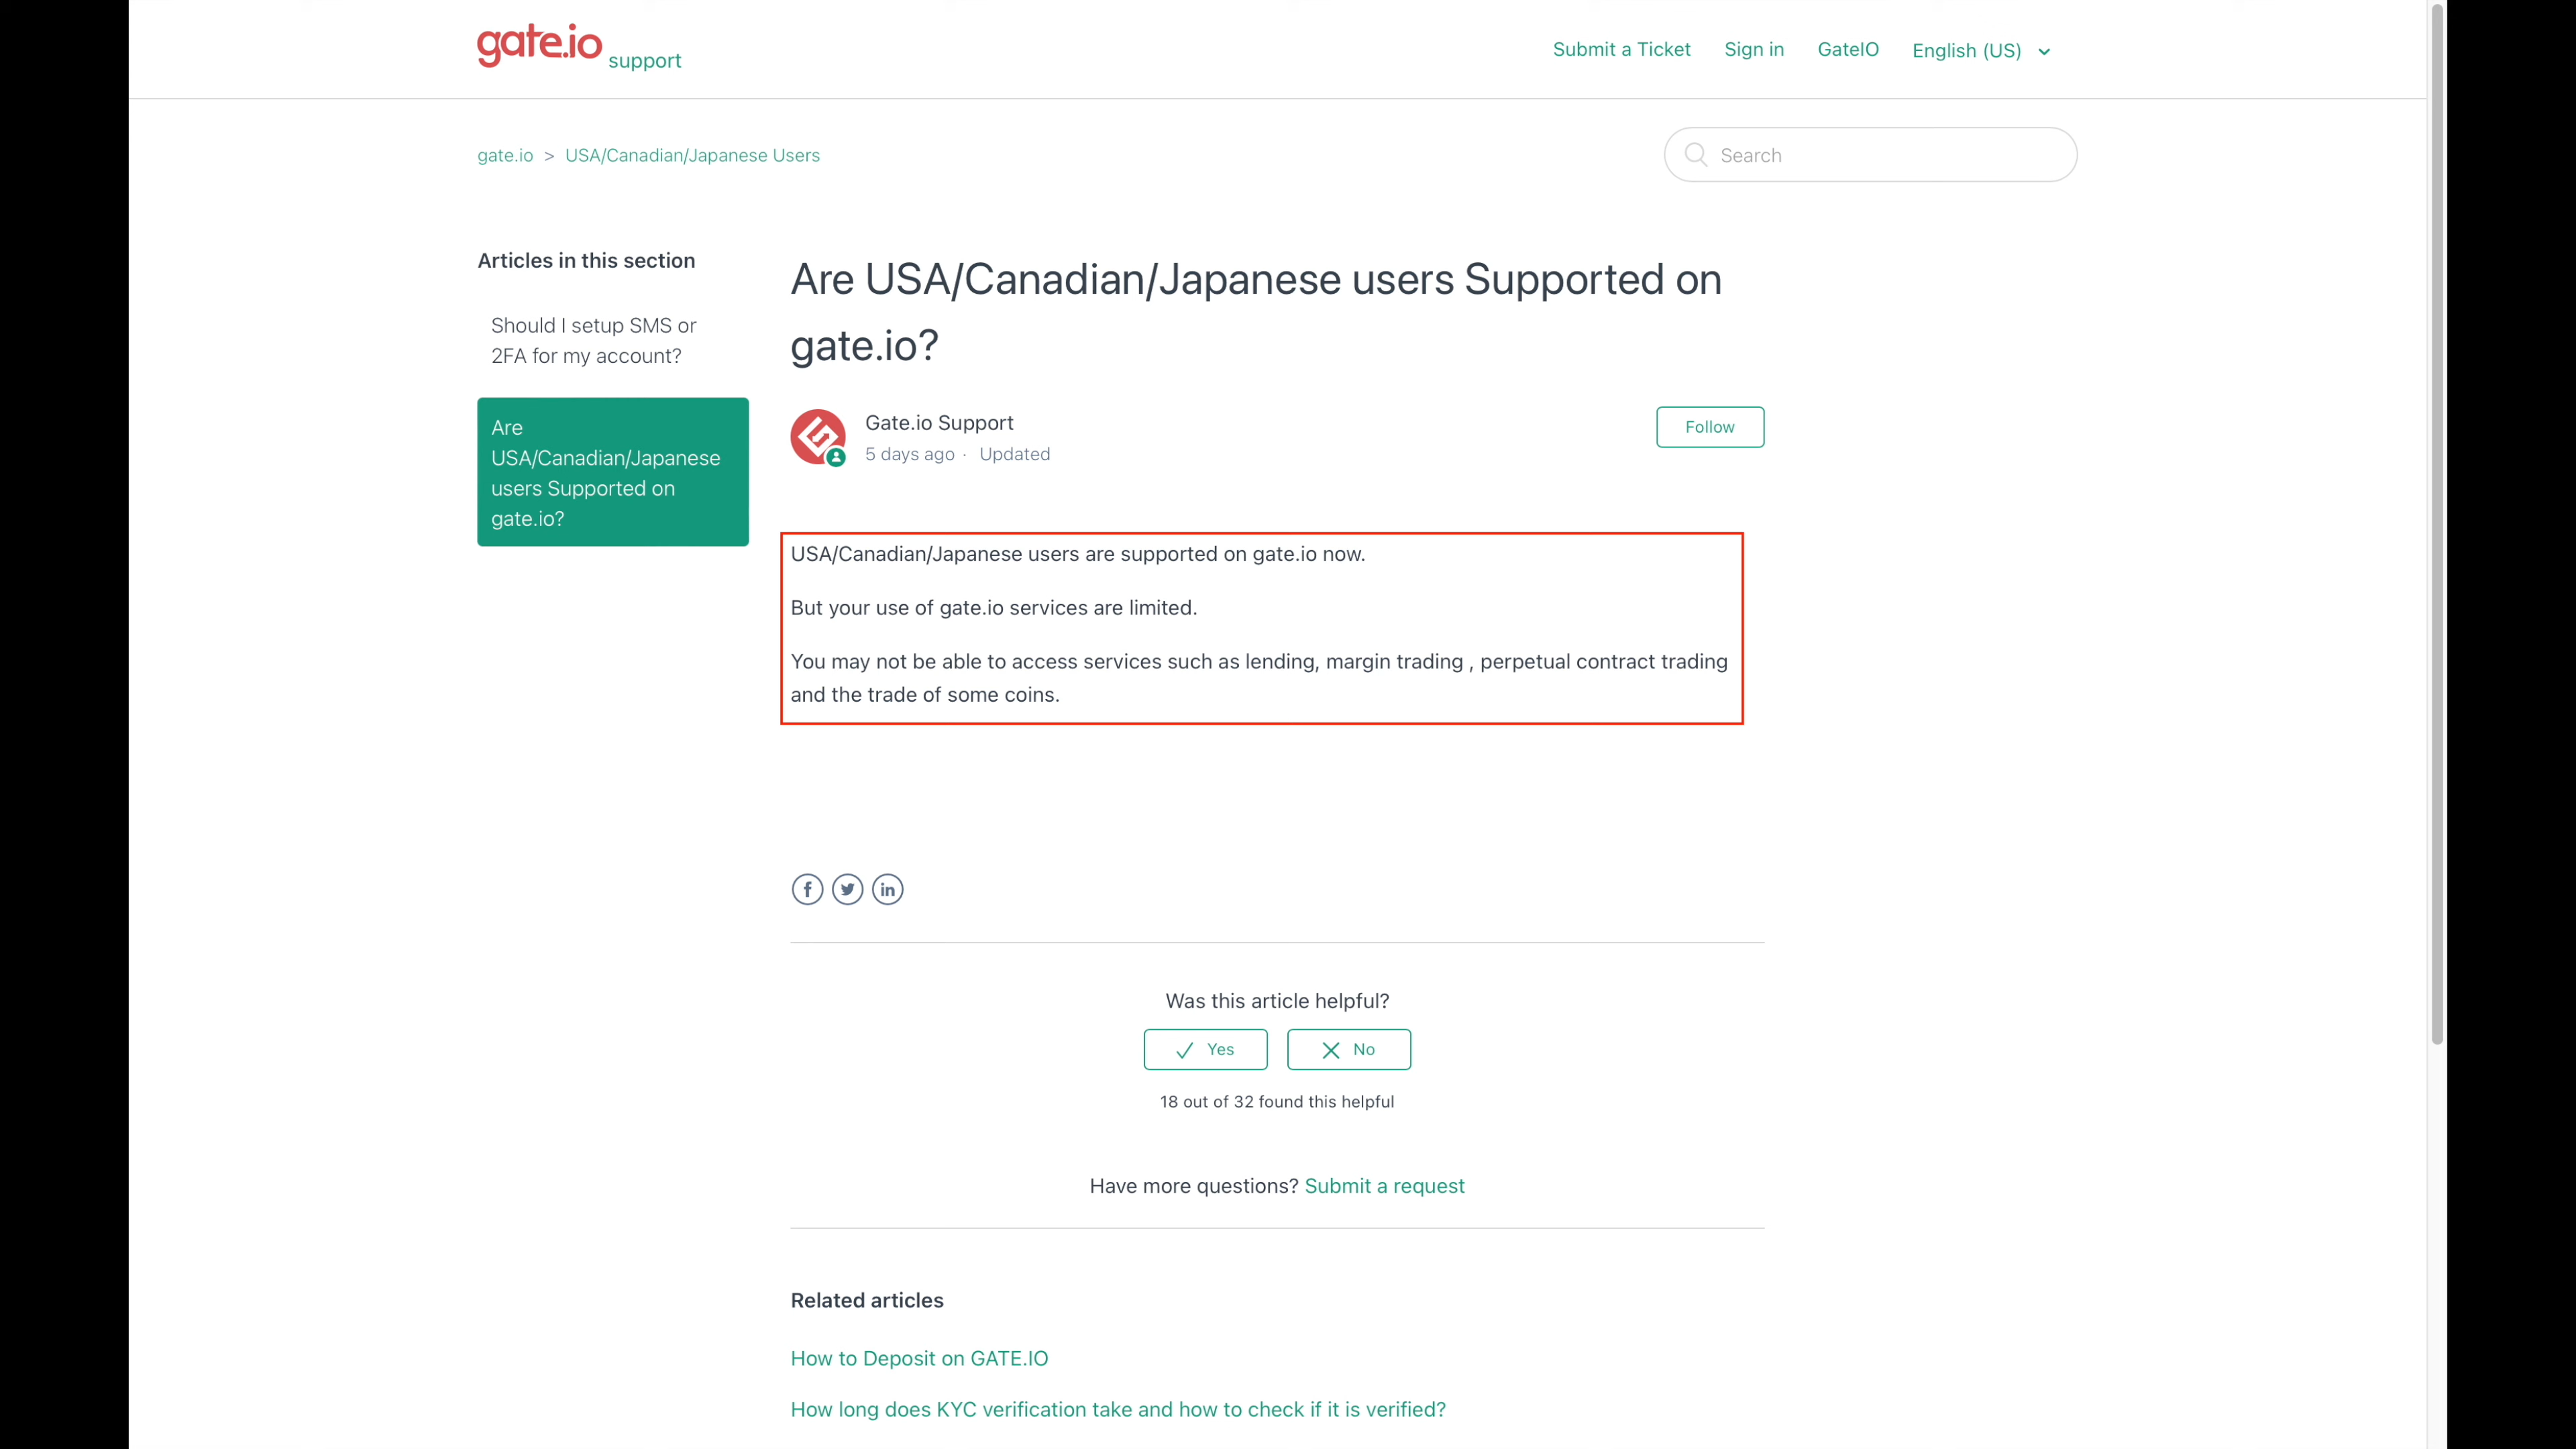 gate.io support
Submit a Ticket Sign in GateIO English (US)
gate.io > USA/Canadian/Japanese Users
Search
Articles in this section
Should I setup SMS or
2FA for my account?
Are
USA/Canadian/Japanese
users Supported on
gate.io?
Are USA/Canadian/Japanese users Supported on
gate.io?
Gate.io Support
5 days ago · Updated
Follow
USA/Canadian/Japanese users are supported on gate.io now.
But your use of gate.io services are limited.
You may not be able to access services such as lending, margin trading , perpetual contract trading
and the trade of some coins.
Was this article helpful?
Yes
No
18 out of 32 found this helpful
Have more questions? Submit a request
Related articles
How to Deposit on GATE.IO
How long does KYC verification take and how to check if it is verified?